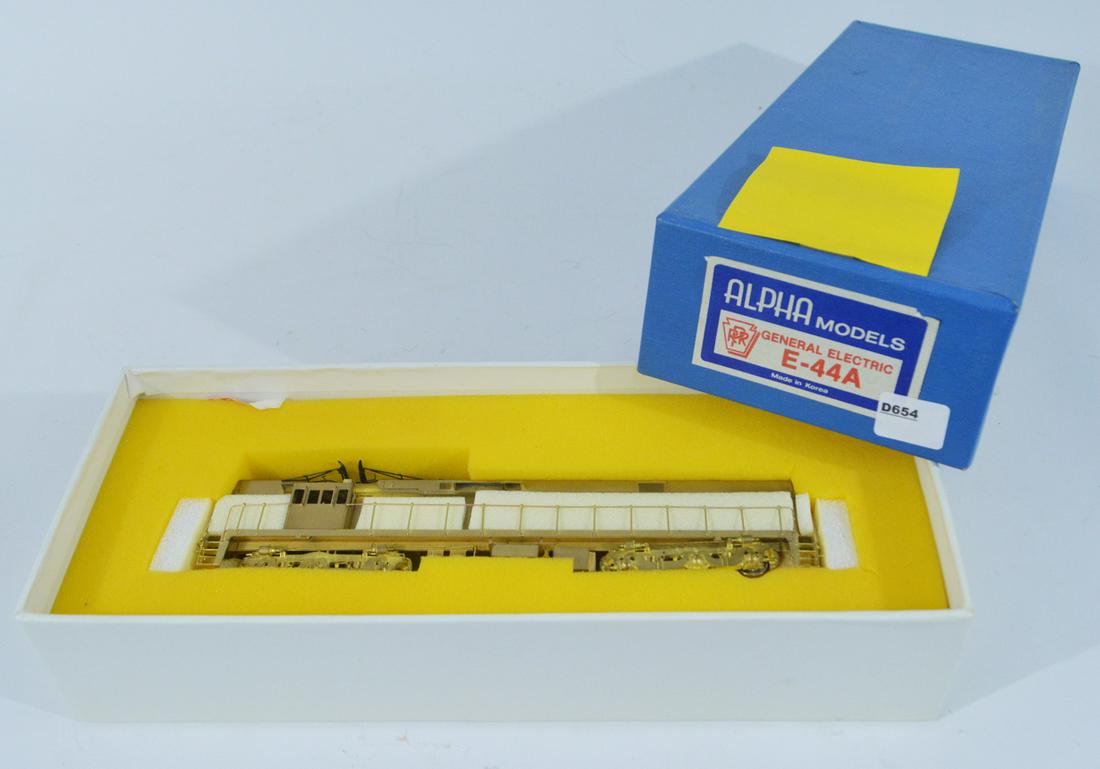 ALPHA MODELS
PRR
GENERAL ELECTRIC
E-44A
Made in Korea
D654